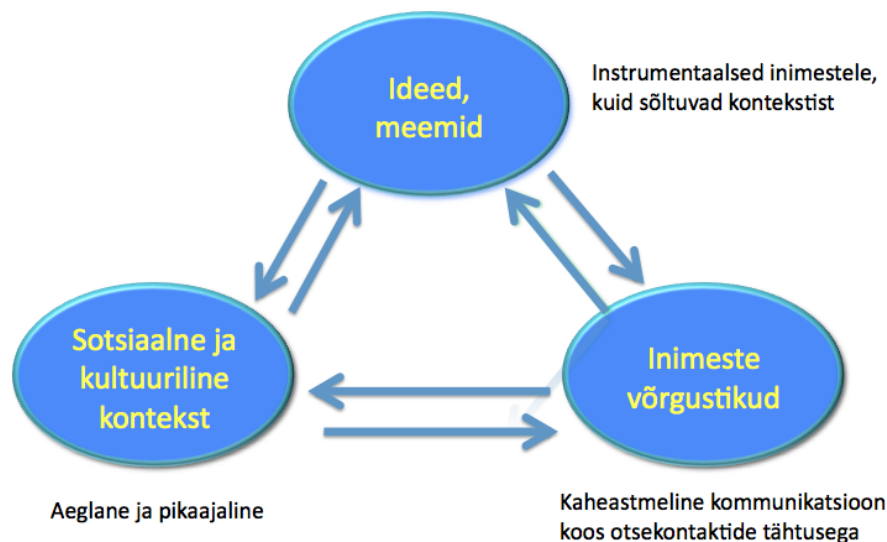 Ideed,
meemid
Instrumentaalsed inimestele,
kuid sõltuvad kontekstist
Sotsiaalne ja
kultuuriline
kontekst
Inimeste
võrgustikud
Aeglane ja pikaajaline
Kaheastmeline kommunikatsioon
koos otsekontaktide tähtusega